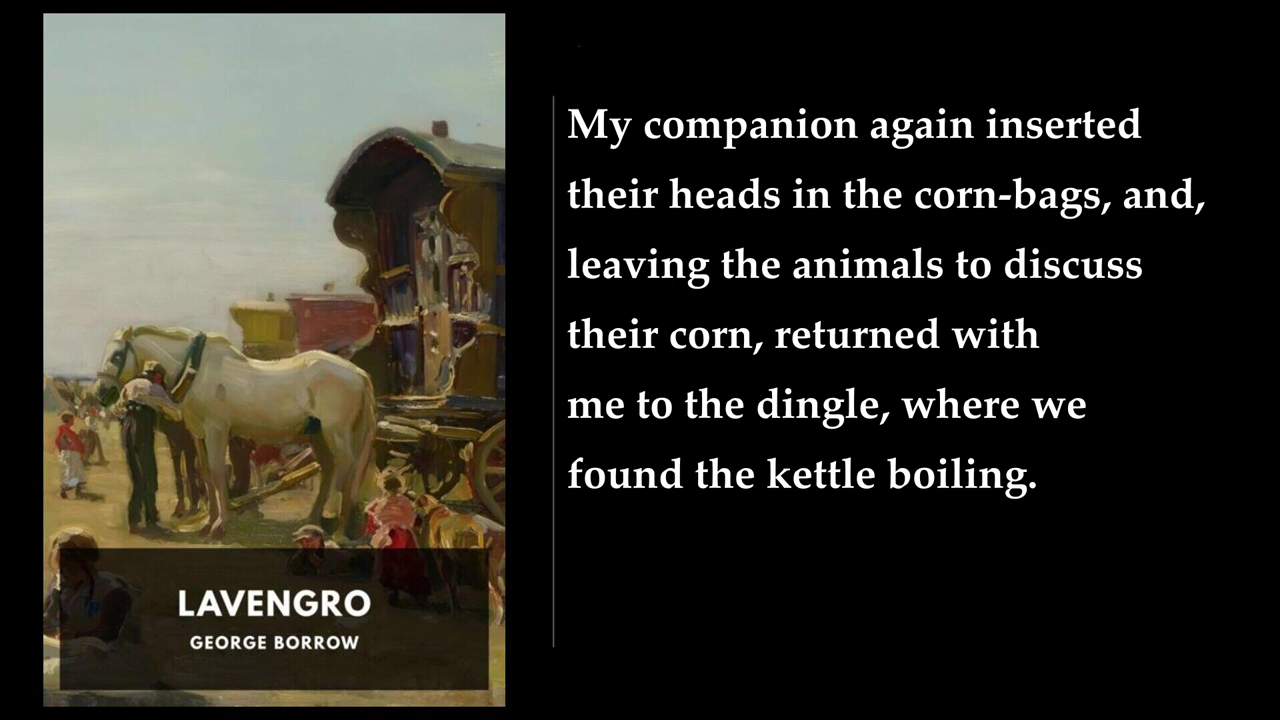 LAVENGRO
GEORGE BORROW
My companion again inserted
their heads in the corn-bags, and,
leaving the animals to discuss
their corn, returned with
me to the dingle, where we
found the kettle boiling.